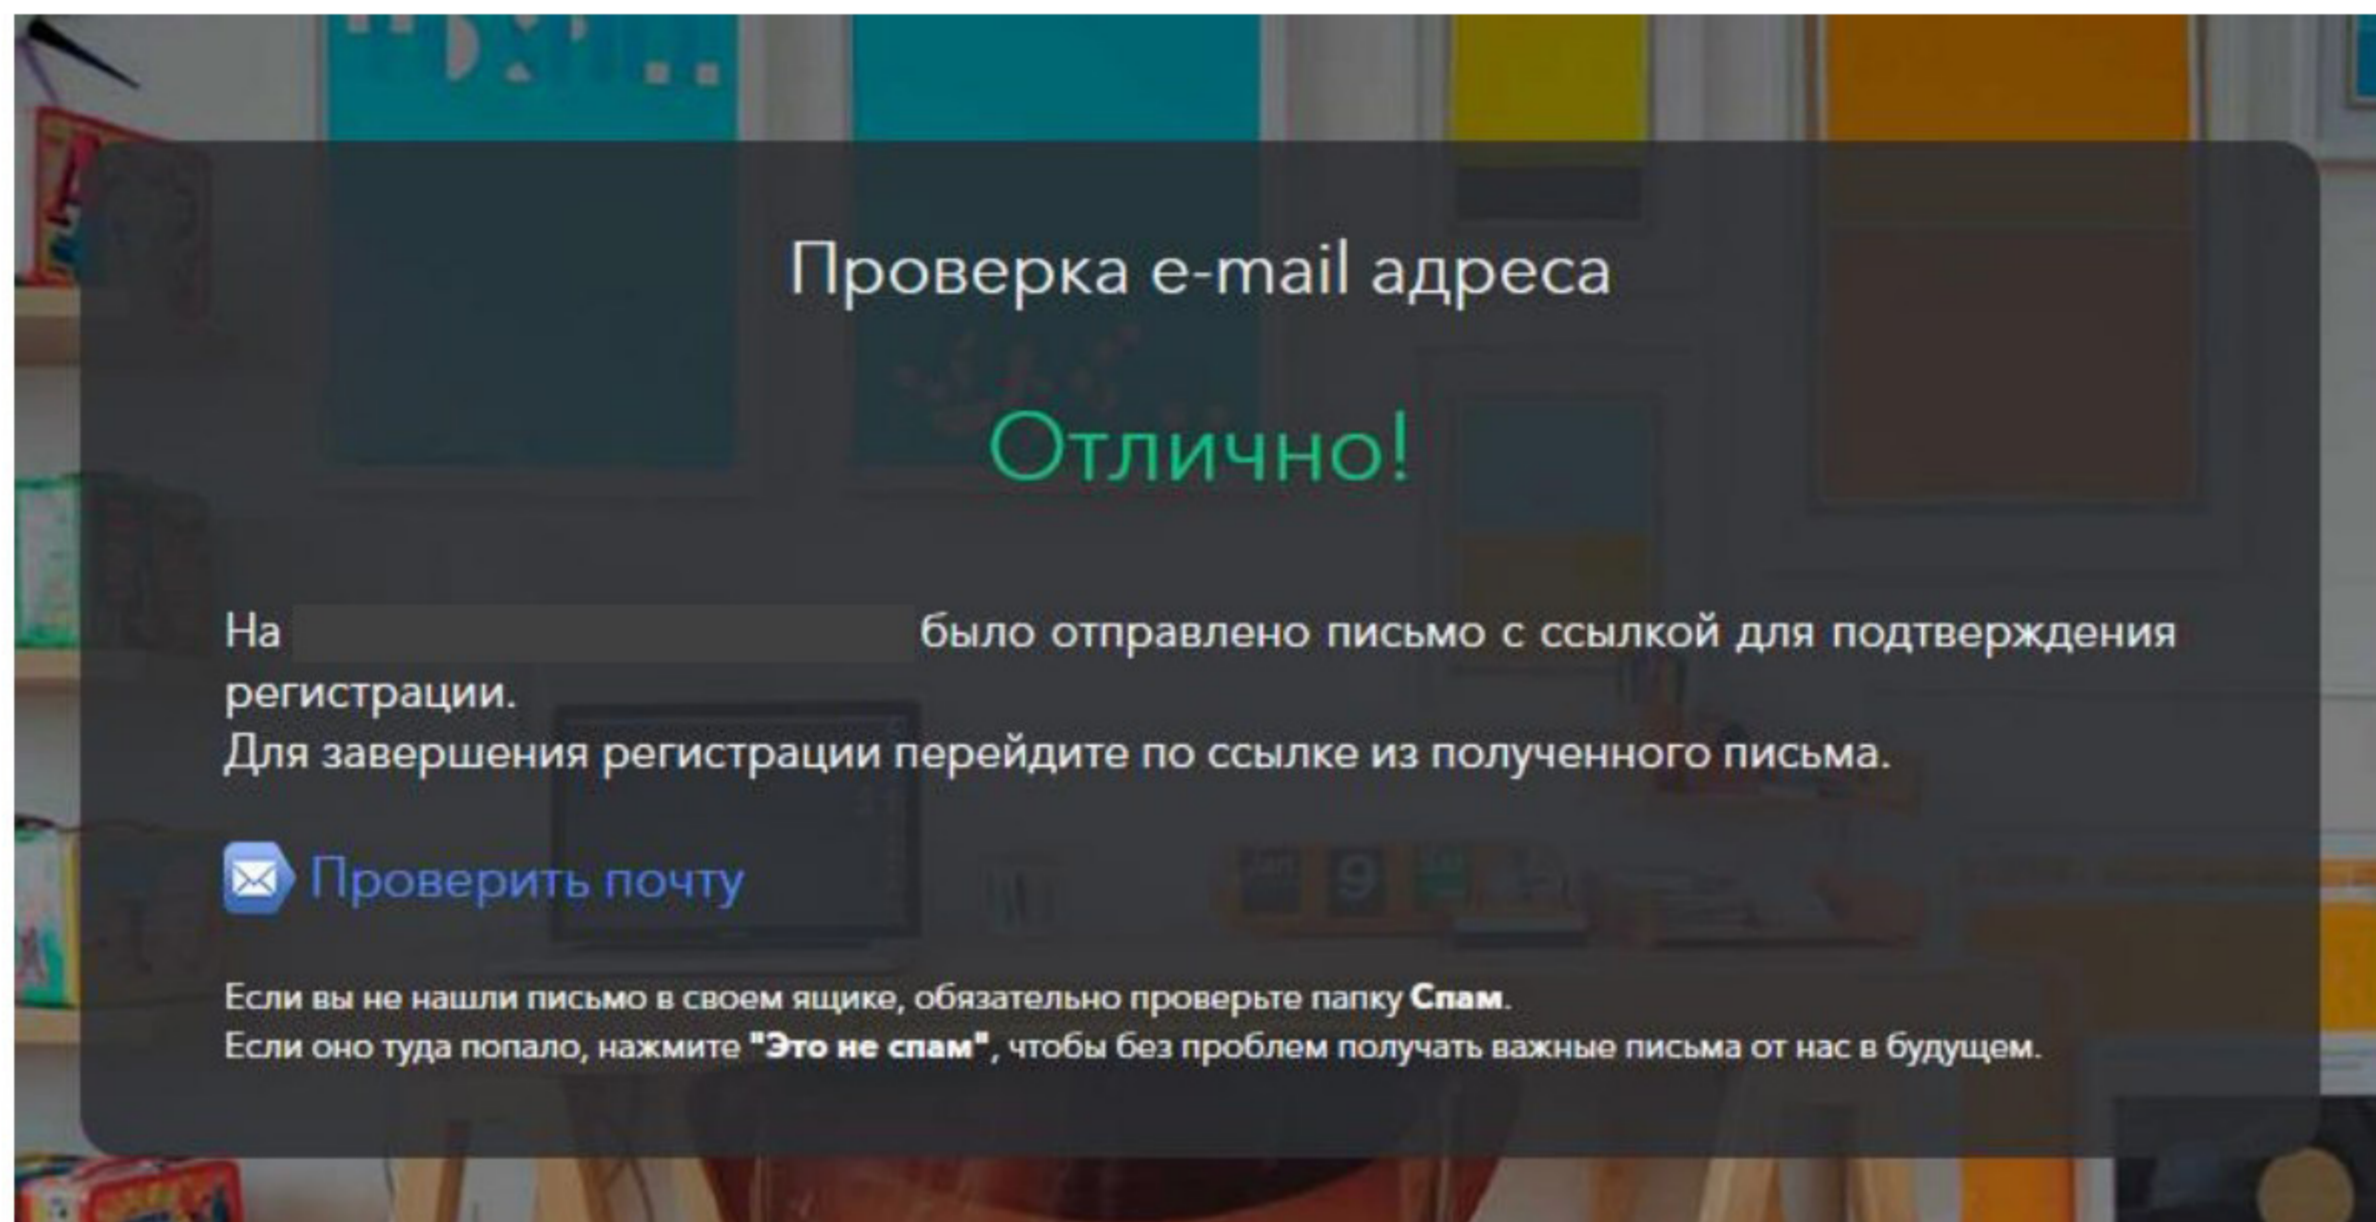 Проверка e-mail адреса
Отлично!
На было отправлено письмо с ссылкой для подтверждения
регистрации.
Для завершения регистрации перейдите по ссылке из полученного письма.
Проверить почту
Если вы не нашли письмо в своем ящике, обязательно проверьте папку Спам.
Если оно туда попало, нажмите "Это не спам", чтобы без проблем получать важные письма от нас в будущем.